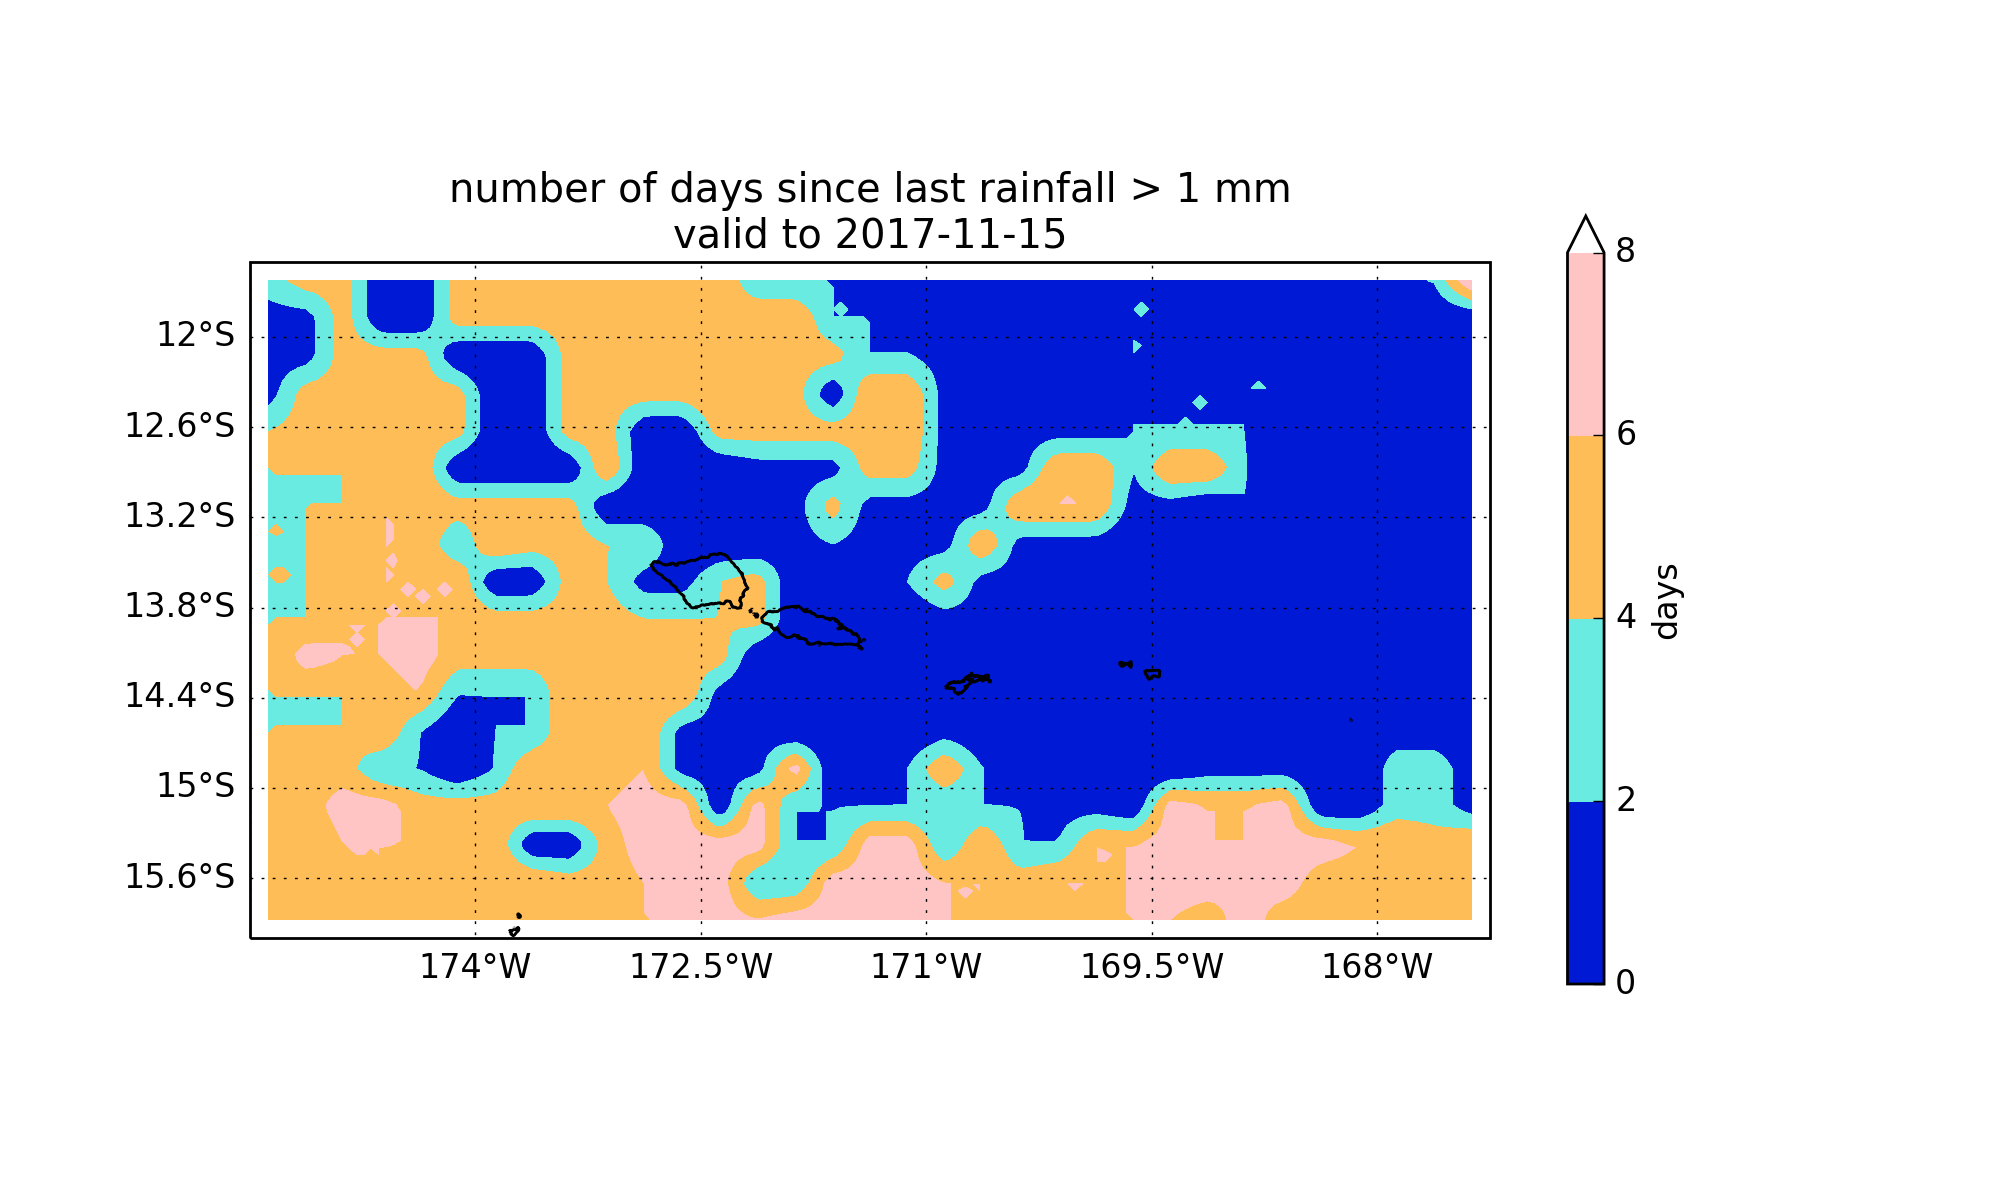 number of days since last rainfall > 1 mm
valid to 2017-11-15
12°S
12.6°S
13.2°S
13.8°S
14.4°S
15°S
15.6°S
174°W
172.5°W
171°W
169.5°W
168°W
8
6
4
2
0
days